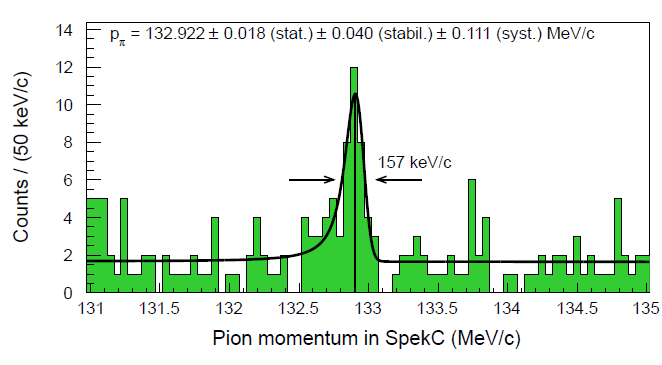 p_π = 132.922 ± 0.018 (stat.) ± 0.040 (stabil.) ± 0.111 (syst.) MeV/c
14
12
10
8
6
4
2
0
157 keV/c
Counts / (50 keV/c)
131 131.5 132 132.5 133 133.5 134 134.5 135
Pion momentum in SpekC (MeV/c)